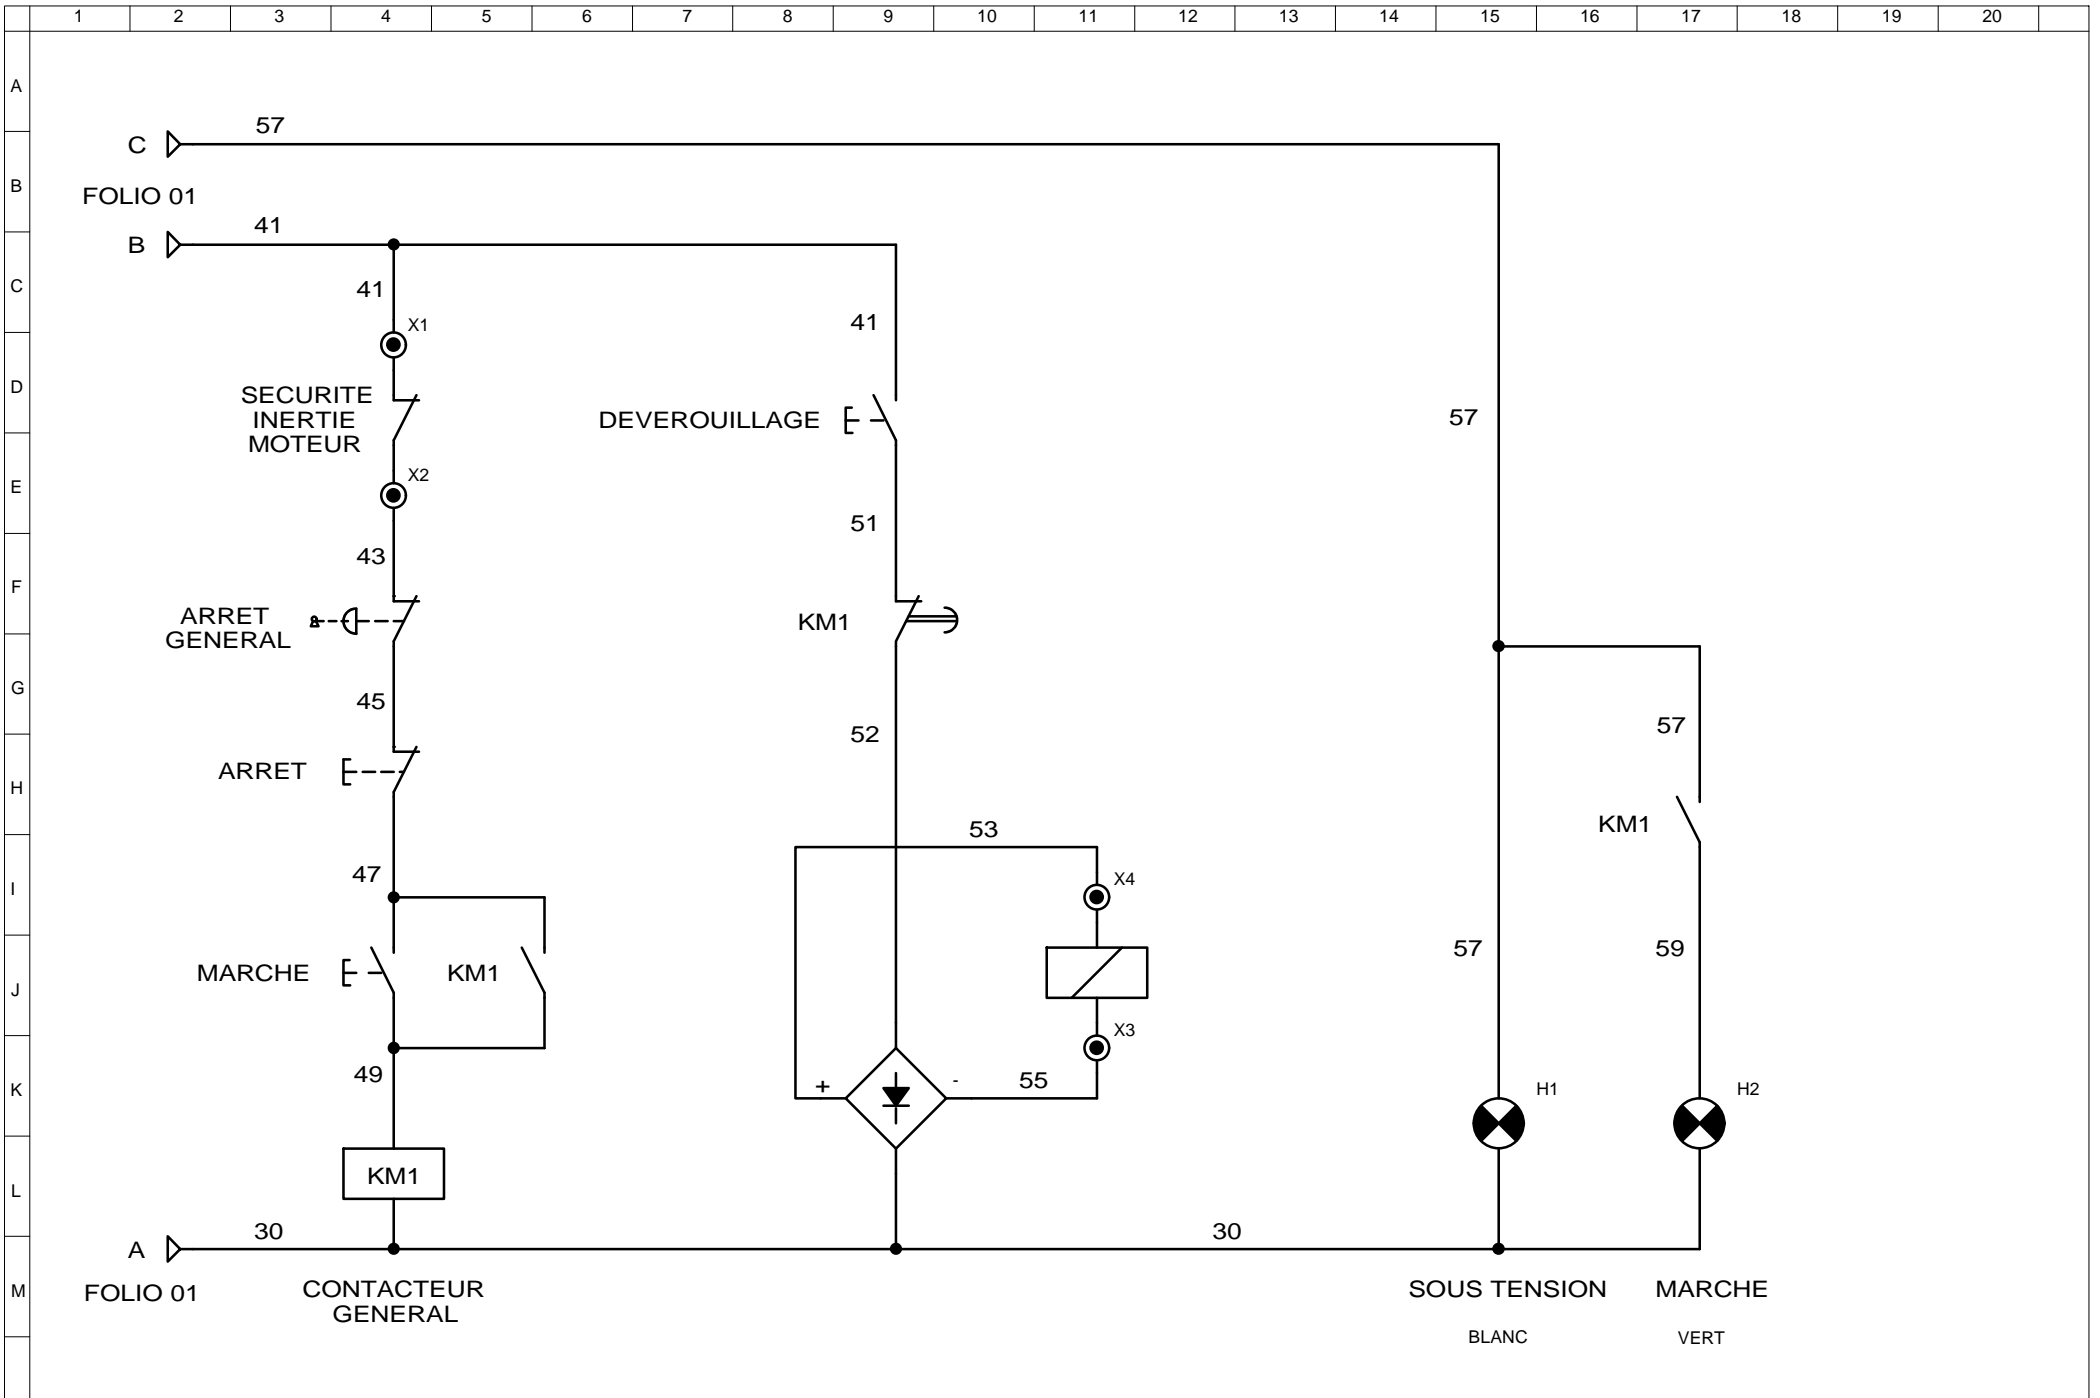 1 2 3 4 5 6 7 8 9 10 11 12 13 14 15 16 17 18 19 20
A
57
C
B
FOLIO 01
41
B
C
41
X1
41
D
SECURITE
INERTIE
MOTEUR
DEVEROUILLAGE
57
X2
E
51
43
F
ARRET
GENERAL
KM1
G
45
57
52
ARRET
H
KM1
53
47
I
X4
57
59
MARCHE
KM1
J
X3
49
K
+
-
55
H1
H2
KM1
L
30
30
A
M
FOLIO 01
CONTACTEUR
GENERAL
SOUS TENSION
MARCHE
BLANC
VERT